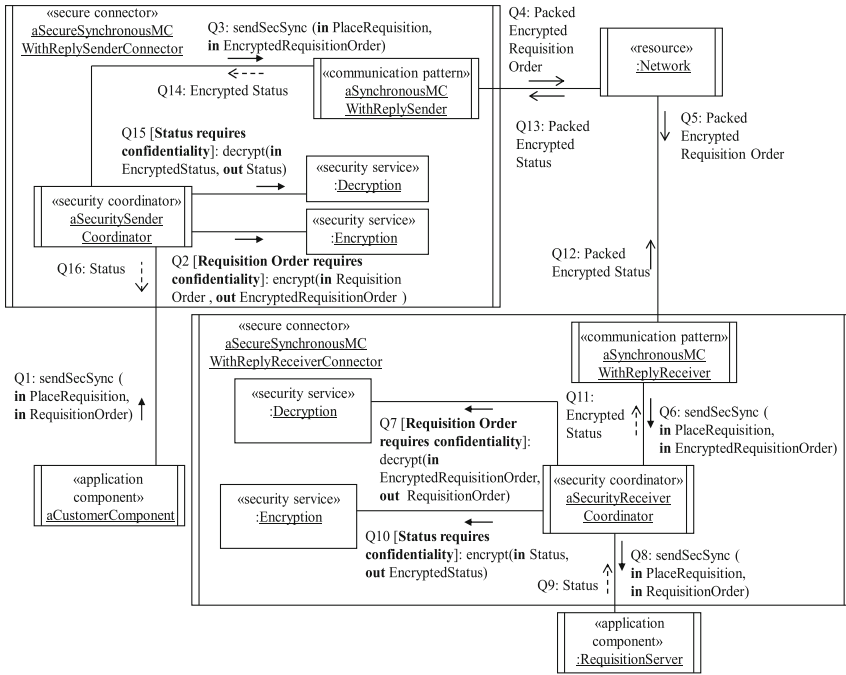 «secure connector»
aSecureSynchronousMC
WithReplySenderConnector
Q3: sendSecSync (in PlaceRequisition,
in EncryptedRequisitionOrder)
Q14: Encrypted Status
«communication pattern»
aSynchronousMC
WithReplySender
Q4: Packed
Encrypted
Requisition
Order
Q13: Packed
Encrypted
Status
«resource»
:Network
Q5: Packed
Encrypted
Requisition Order
Q15 [Status requires
confidentiality]: decrypt(in
EncryptedStatus, out Status)
«security service»
:Decryption
«security coordinator»
aSecuritySender
Coordinator
«security service»
:Encryption
Q16: Status
Q2 [Requisition Order requires
confidentiality]: encrypt(in Requisition
Order , out EncryptedRequisitionOrder )
Q12: Packed
Encrypted Status
«secure connector»
aSecureSynchronousMC
WithReplyReceiverConnector
«communication pattern»
aSynchronousMC
WithReplyReceiver
Q1: sendSecSync (
in PlaceRequisition,
in RequisitionOrder)
«security service»
:Decryption
Q11:
Encrypted
Status
Q6: sendSecSync (
in PlaceRequisition,
in EncryptedRequisitionOrder)
Q7 [Requisition Order
requires confidentiality]:
decrypt(in
EncryptedRequisitionOrder,
out RequisitionOrder)
«application
component»
aCustomerComponent
«security service»
:Encryption
«security coordinator»
aSecurityReceiver
Coordinator
Q10 [Status requires
confidentiality]: encrypt(in Status,
out EncryptedStatus)
Q9: Status
Q8: sendSecSync (
in PlaceRequisition,
in RequisitionOrder)
«application
component»
:RequisitionServer